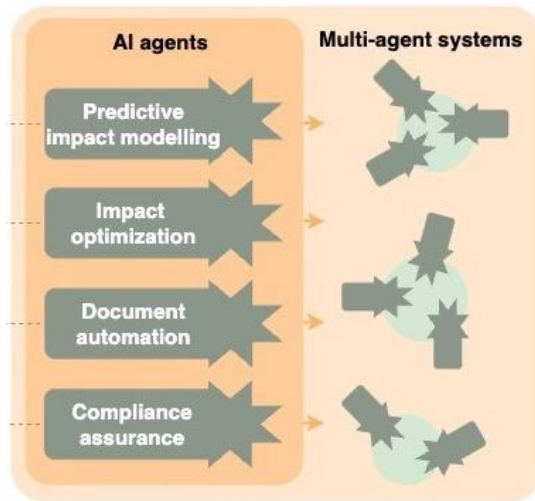 AI agents
Multi-agent systems
Predictive
impact modelling
Impact
optimization
Document
automation
Compliance
assurance